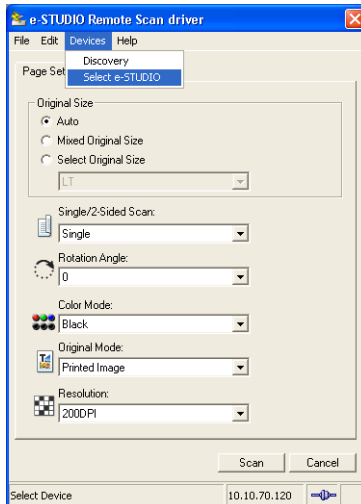 e-STUDIO Remote Scan driver
File Edit Devices Help
Discovery
Select e-STUDIO
Page Set
Original Size
Auto
Mixed Original Size
Select Original Size
LT
Single/2-Sided Scan:
Single
Rotation Angle:
0
Color Mode:
Black
Original Mode:
Printed Image
Resolution:
200DPI
Scan Cancel
Select Device 10.10.70.120